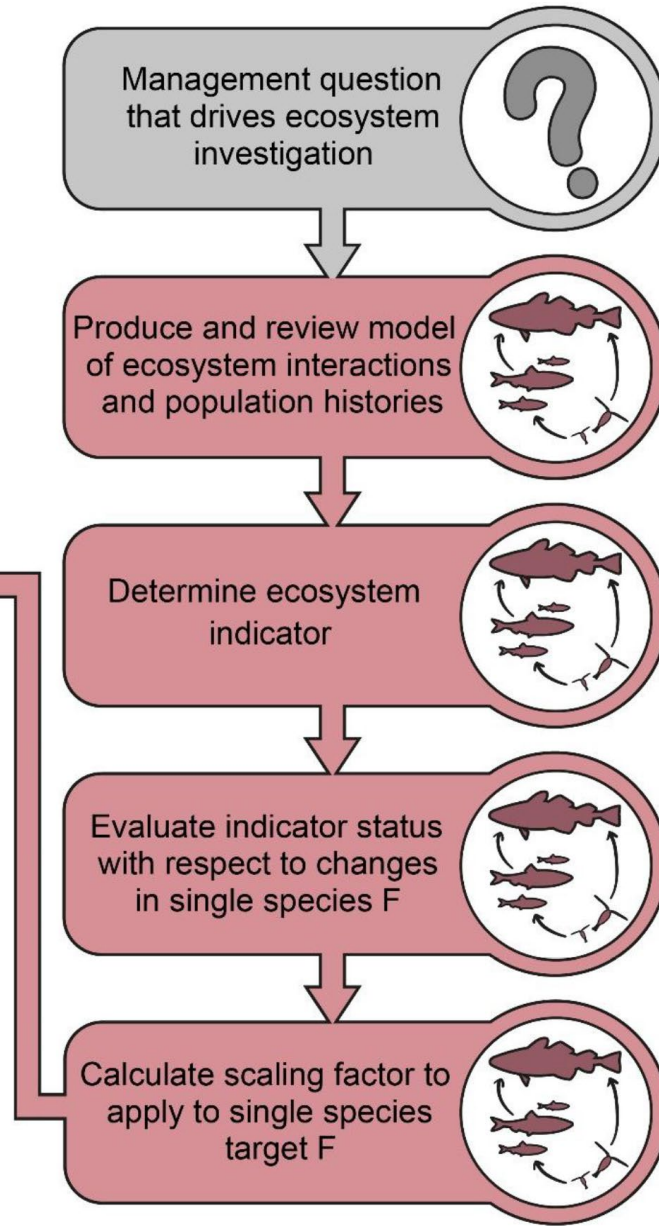 Management question
that drives ecosystem
investigation
Produce and review model
of ecosystem interactions
and population histories
Determine ecosystem
indicator
Evaluate indicator status
with respect to changes
in single species F
Calculate scaling factor to
apply to single species
target F